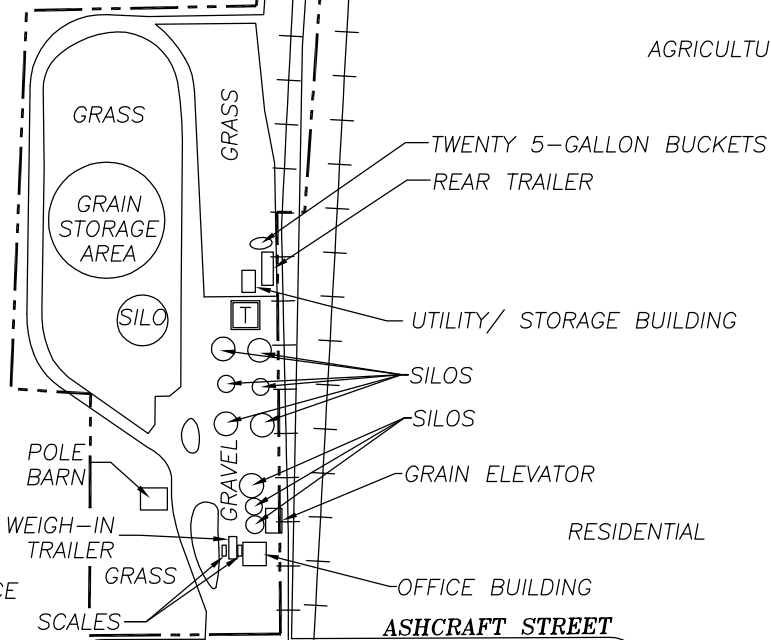 AGRICULTU
GRASS
GRASS
TWENTY 5-GALLON BUCKETS
REAR TRAILER
GRAIN
STORAGE
AREA
SILO
T
UTILITY/ STORAGE BUILDING
SILOS
SILOS
POLE
BARN
GRAVEL
GRAIN ELEVATOR
WEIGH-IN
TRAILER
RESIDENTIAL
GRASS
CE
OFFICE BUILDING
SCALES
ASHCRAFT STREET